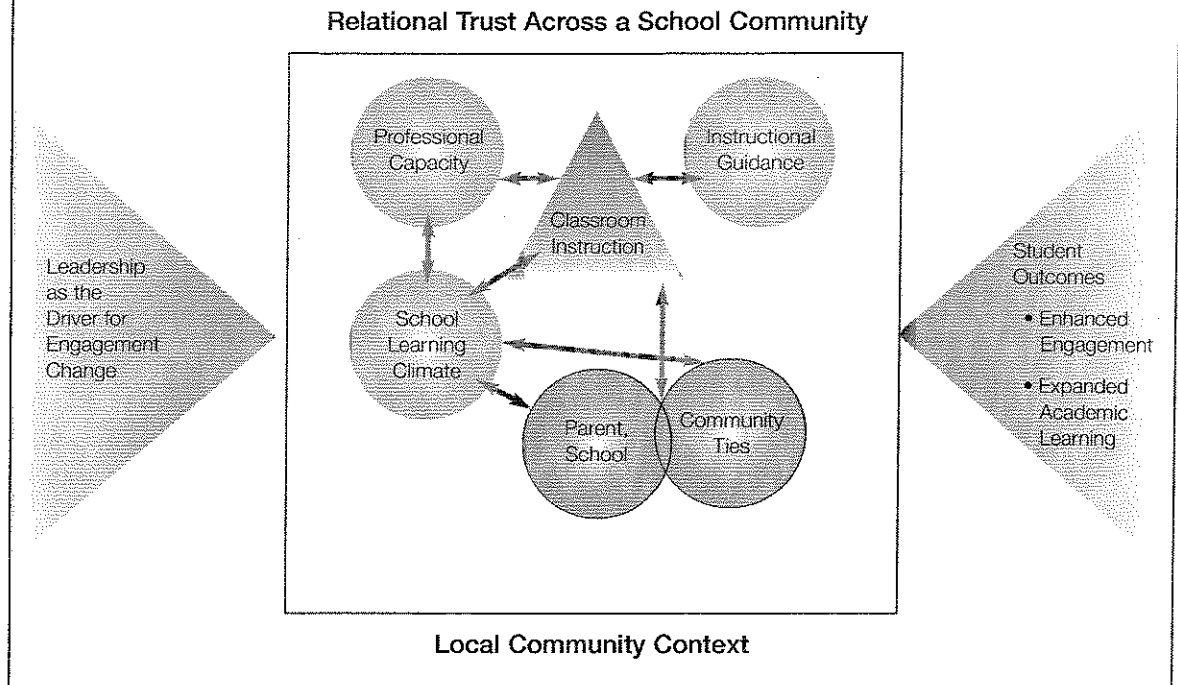 Relational Trust Across a School Community
Professional
Capacity
Instructional
Guidance
Classroom
Instruction
Leadership
as the
Driver for
Engagement
Change
School
Learning
Climate
Parent,
School
Community
Ties
Student
Outcomes
• Enhanced
Engagement
• Expanded
Academic
Learning
Local Community Context